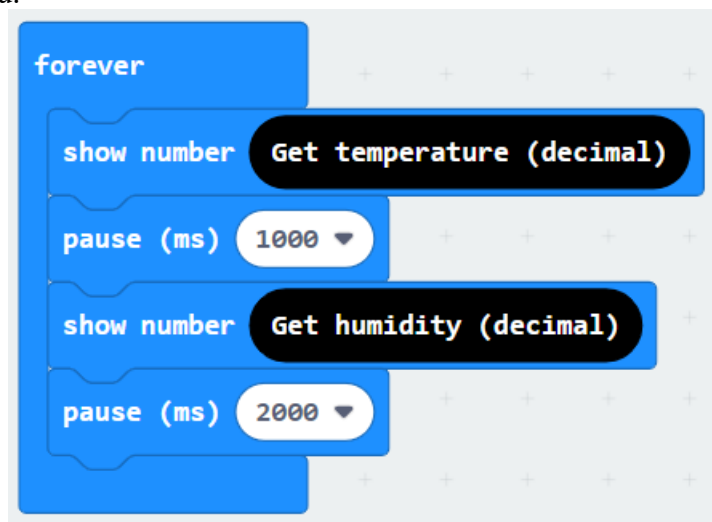 forever
show number Get temperature (decimal)
pause (ms) 1000
show number Get humidity (decimal)
pause (ms) 2000